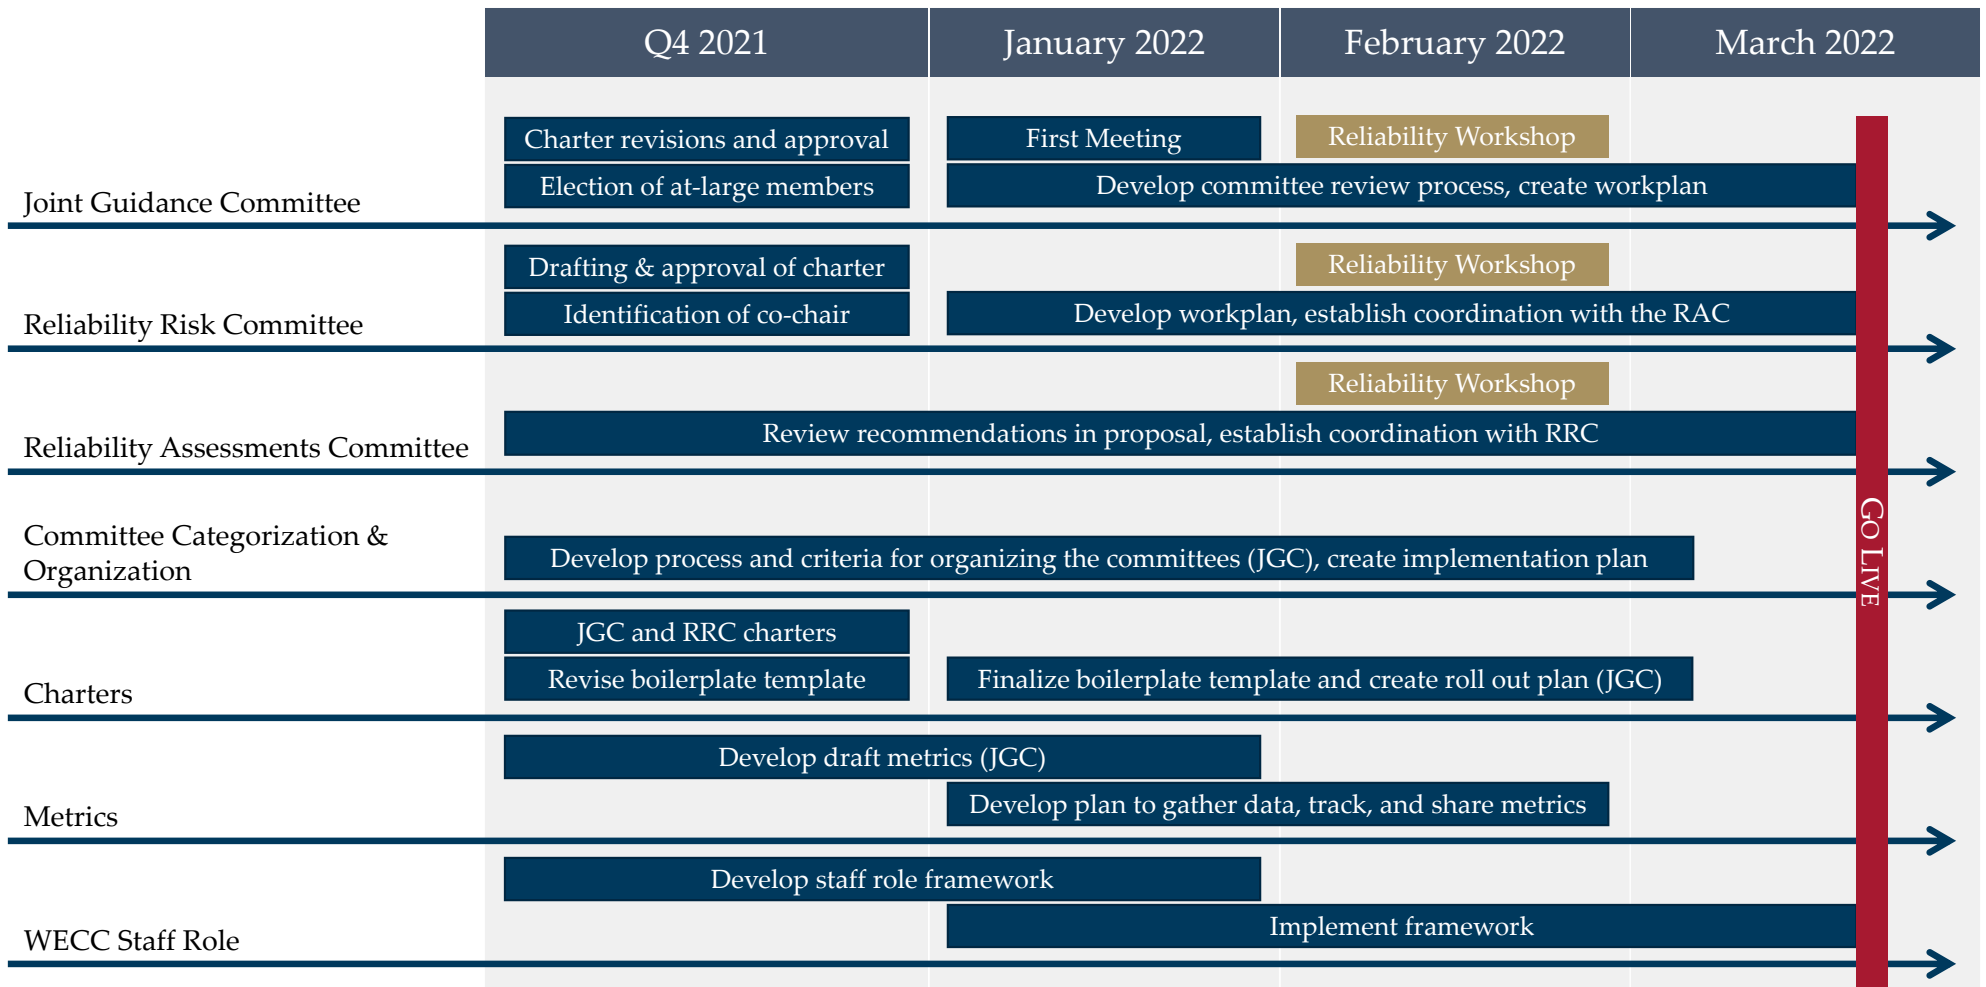 Q4 2021
January 2022
February 2022
March 2022
Charter revisions and approval
First Meeting
Reliability Workshop
Election of at-large members
Develop committee review process, create workplan
Joint Guidance Committee
Drafting & approval of charter
Reliability Workshop
Identification of co-chair
Develop workplan, establish coordination with the RAC
Reliability Risk Committee
Reliability Workshop
Review recommendations in proposal, establish coordination with RRC
Reliability Assessments Committee
Committee Categorization &
Organization
Develop process and criteria for organizing the committees (JGC), create implementation plan
JGC and RRC charters
Revise boilerplate template
Finalize boilerplate template and create roll out plan (JGC)
Charters
Develop draft metrics (JGC)
Develop plan to gather data, track, and share metrics
Metrics
Develop staff role framework
Implement framework
WECC Staff Role
GO LIVE